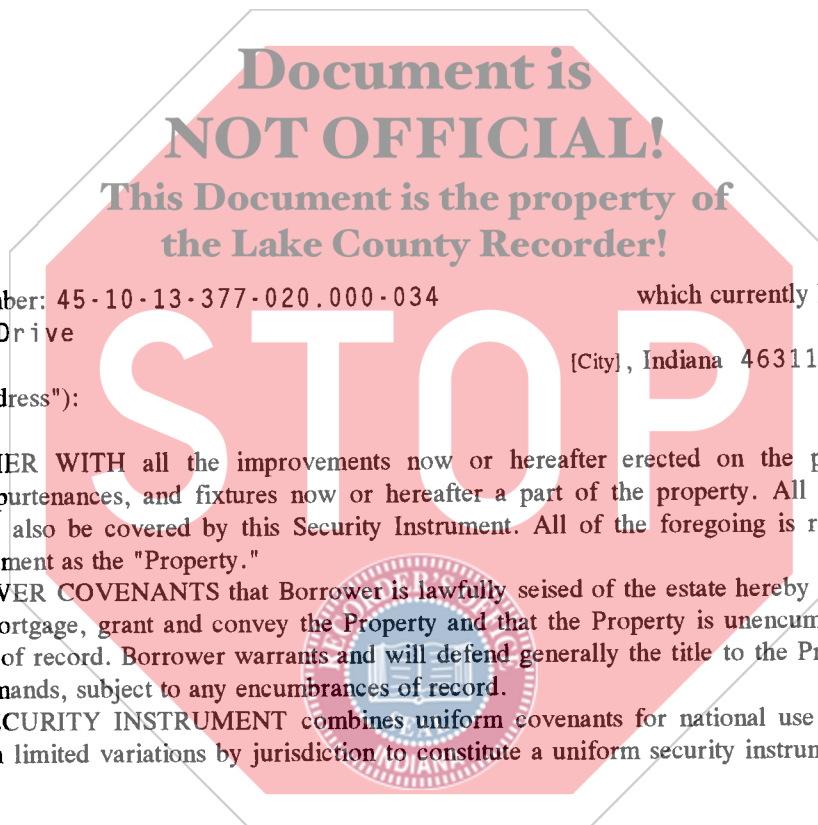 Document is
NOT OFFICIAL!
This Document is the property of
the Lake County Recorder!
ber: 45-10-13-377-020.000-034 which currently
Drive
[City], Indiana 46311
dress"):
STOP
ER WITH all the improvements now or hereafter erected on the p
purtenances, and fixtures now or hereafter a part of the property. All
also be covered by this Security Instrument. All of the foregoing is r
ment as the "Property."
VER COVENANTS that Borrower is lawfully seised of the estate hereby
ortgage, grant and convey the Property and that the Property is unencum
of record. Borrower warrants and will defend generally the title to the Pr
mands, subject to any encumbrances of record.
CURITY INSTRUMENT combines uniform covenants for national use
limited variations by jurisdiction to constitute a uniform security instrum
RECORDER'S
INDIANA